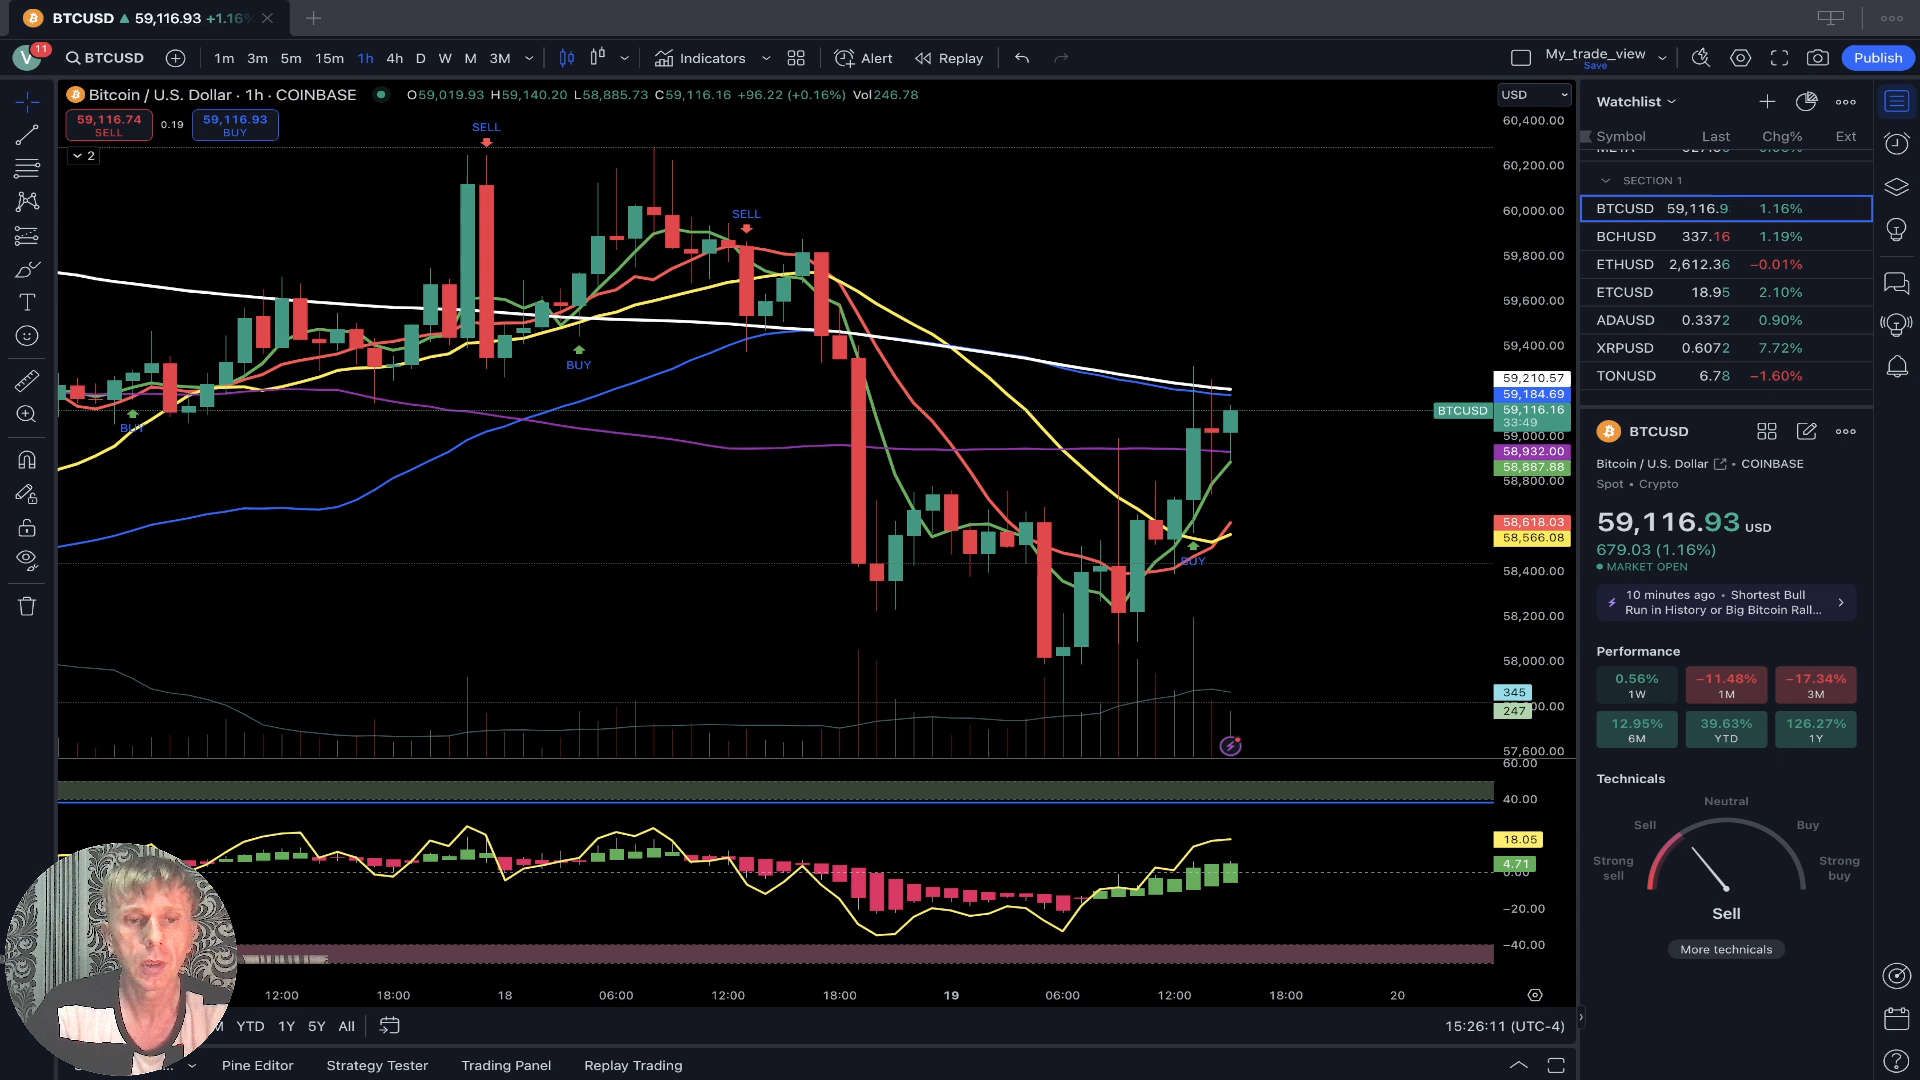 BTCUSD ▲ 59,116.93 +1.16%
V 11 BTCUSD 1m 3m 5m 15m 1h 4h D W M 3M Indicators Alert Replay My_trade_view Save Publish
Bitcoin / U.S. Dollar · 1h · COINBASE O59,019.93 H59,140.20 L58,885.73 C59,116.16 +96.22 (+0.16%) Vol246.78
USD
59,116.74 SELL
0.19
59,116.93 BUY
2
SELL
SELL
BUY
BUY
BUY
60,400.00
60,200.00
60,000.00
59,800.00
59,600.00
59,400.00
59,210.57
59,184.69
BTCUSD 59,116.16
33:49
59,000.00
58,932.00
58,887.88
58,800.00
58,618.03
58,566.08
58,400.00
58,200.00
58,000.00
345
247
57,600.00
60.00
40.00
18.05
4.71
0.00
−20.00
−40.00
12:00 18:00 18 06:00 12:00 18:00 19 06:00 12:00 18:00 20
YTD 1Y 5Y All
15:26:11 (UTC-4)
Pine Editor Strategy Tester Trading Panel Replay Trading
Watchlist
Symbol Last Chg% Ext
SECTION 1
BTCUSD 59,116.9 1.16%
BCHUSD 337.16 1.19%
ETHUSD 2,612.36 −0.01%
ETCUSD 18.95 2.10%
ADAUSD 0.3372 0.90%
XRPUSD 0.6072 7.72%
TONUSD 6.78 −1.60%
BTCUSD
Bitcoin / U.S. Dollar • COINBASE
Spot • Crypto
59,116.93 USD
679.03 (1.16%)
MARKET OPEN
10 minutes ago • Shortest Bull
Run in History or Big Bitcoin Rall...
Performance
0.56% −11.48% −17.34%
1W 1M 3M
12.95% 39.63% 126.27%
6M YTD 1Y
Technicals
Neutral
Sell Buy
Strong sell Strong buy
Sell
More technicals